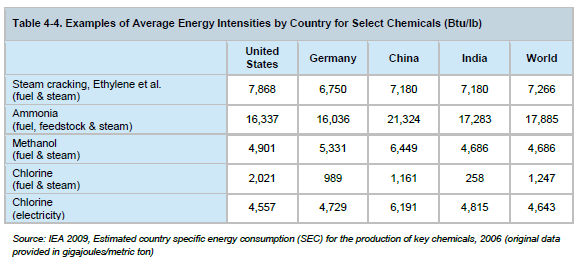 Table 4-4. Examples of Average Energy Intensities by Country for Select Chemicals (Btu/lb)
United States Germany China India World
Steam cracking, Ethylene et al. (fuel & steam) 7,868 6,750 7,180 7,180 7,266
Ammonia (fuel, feedstock & steam) 16,337 16,036 21,324 17,283 17,885
Methanol (fuel & steam) 4,901 5,331 6,449 4,686 4,686
Chlorine (fuel & steam) 2,021 989 1,161 258 1,247
Chlorine (electricity) 4,557 4,729 6,191 4,815 4,643
Source: IEA 2009, Estimated country specific energy consumption (SEC) for the production of key chemicals, 2006 (original data
provided in gigajoules/metric ton)